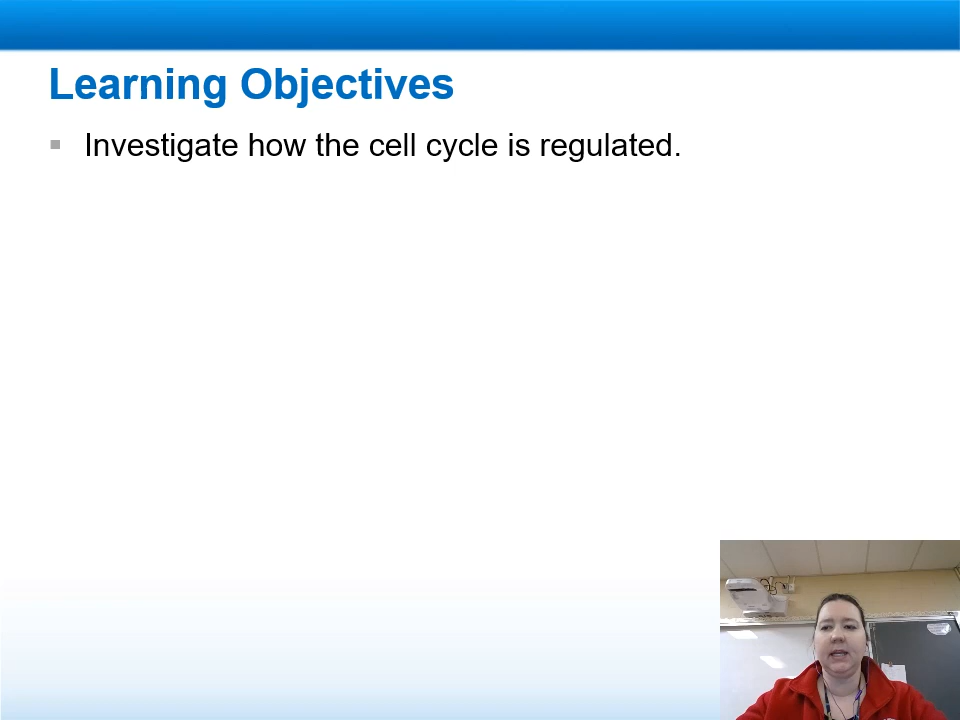 Learning Objectives
▪ Investigate how the cell cycle is regulated.